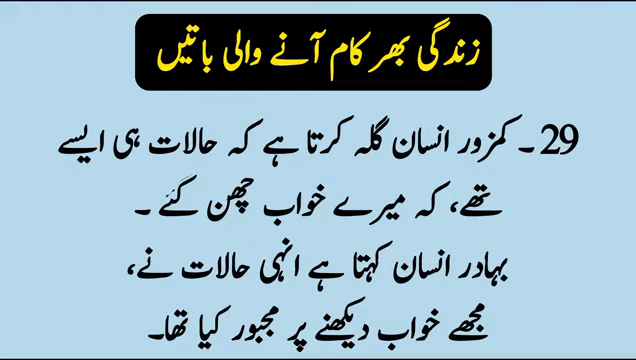 زندگی بھر کام آنے والی باتیں
29۔ کمزور انسان گلہ کرتا ہے کہ حالات ہی ایسے
تھے، کہ میرے خواب چھن گئے ۔
بہادر انسان کہتا ہے انہی حالات نے،
مجھے خواب دیکھنے پر مجبور کیا تھا۔